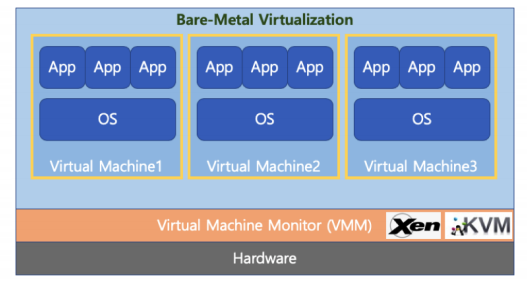 Bare-Metal Virtualization
App App App App App App App App App
OS OS OS
Virtual Machine1 Virtual Machine2 Virtual Machine3
Virtual Machine Monitor (VMM) Xen KVM
Hardware